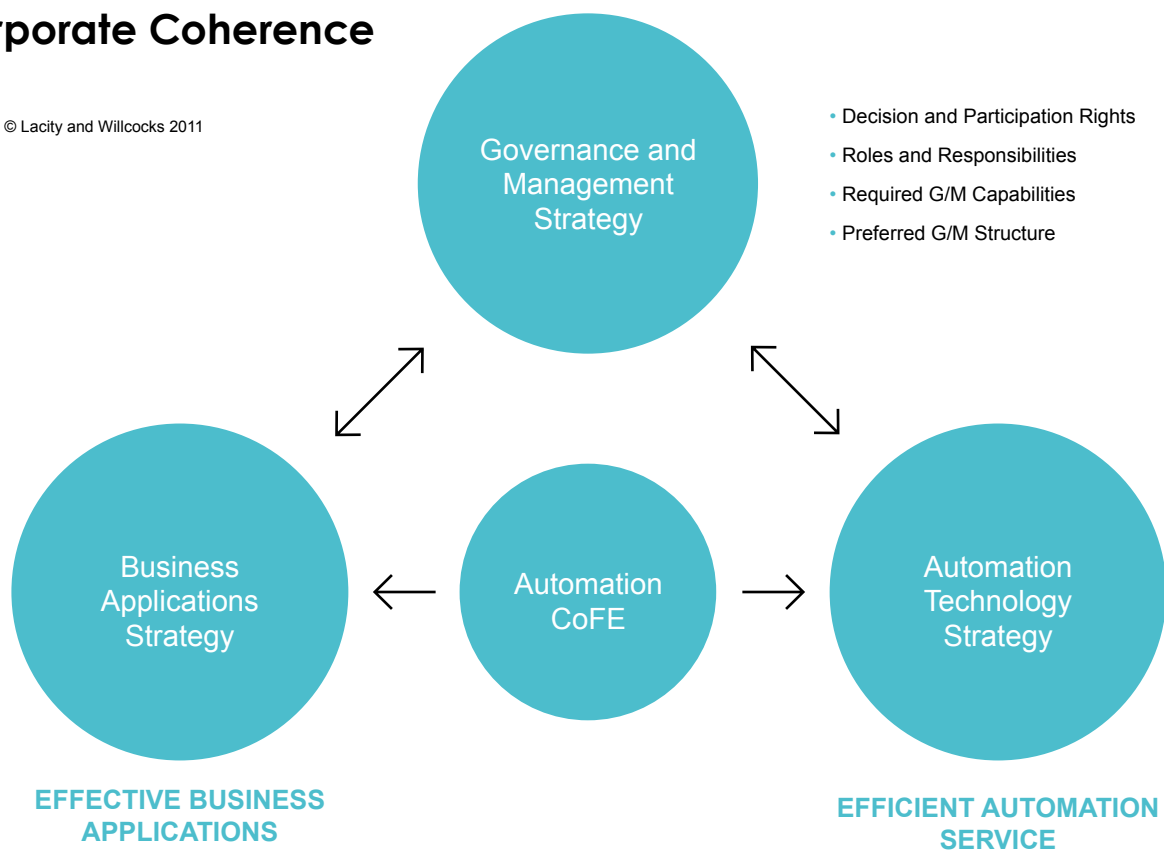 rporate Coherence
© Lacity and Willcocks 2011
Governance and
Management
Strategy
• Decision and Participation Rights
• Roles and Responsibilities
• Required G/M Capabilities
• Preferred G/M Structure
Business
Applications
Strategy
Automation
CoFE
Automation
Technology
Strategy
EFFECTIVE BUSINESS
APPLICATIONS
EFFICIENT AUTOMATION
SERVICE